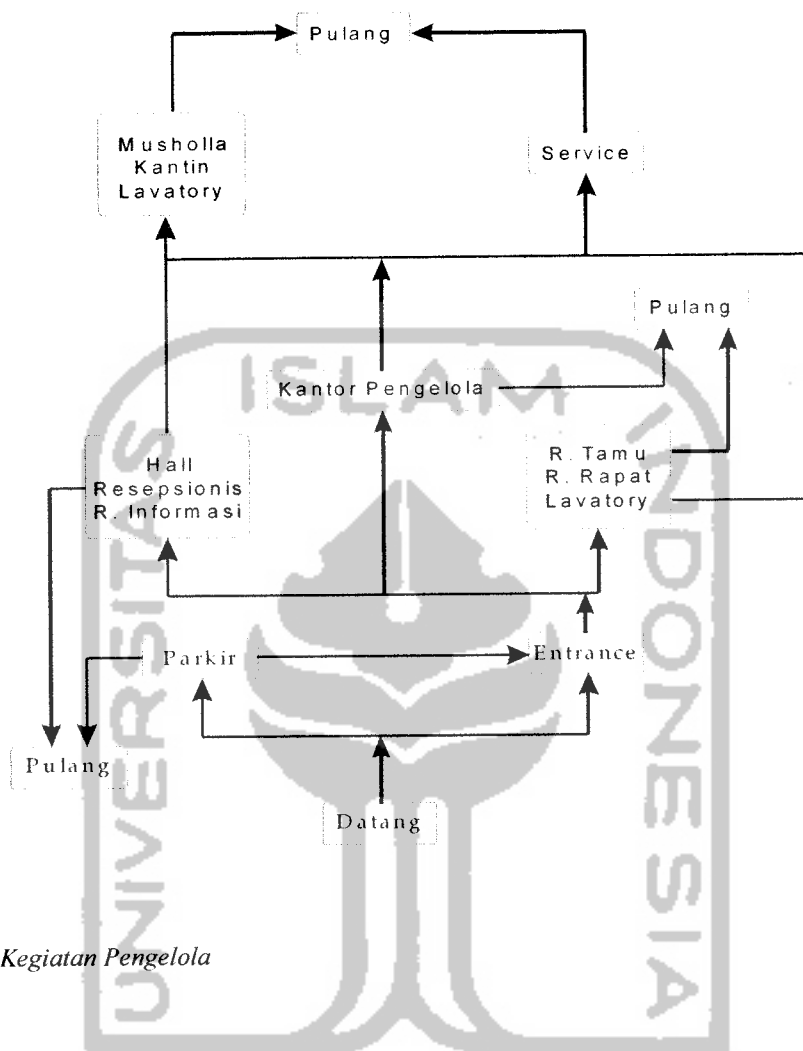 Pulang
Musholla
Kantin
Lavatory
Service
Pulang
Kantor Pengelola
Hall
Resepsionis
R. Informasi
R. Tamu
R. Rapat
Lavatory
Parkir
Entrance
Pulang
Datang
Kegiatan Pengelola
UNIVERSITAS ISLAM INDONESIA